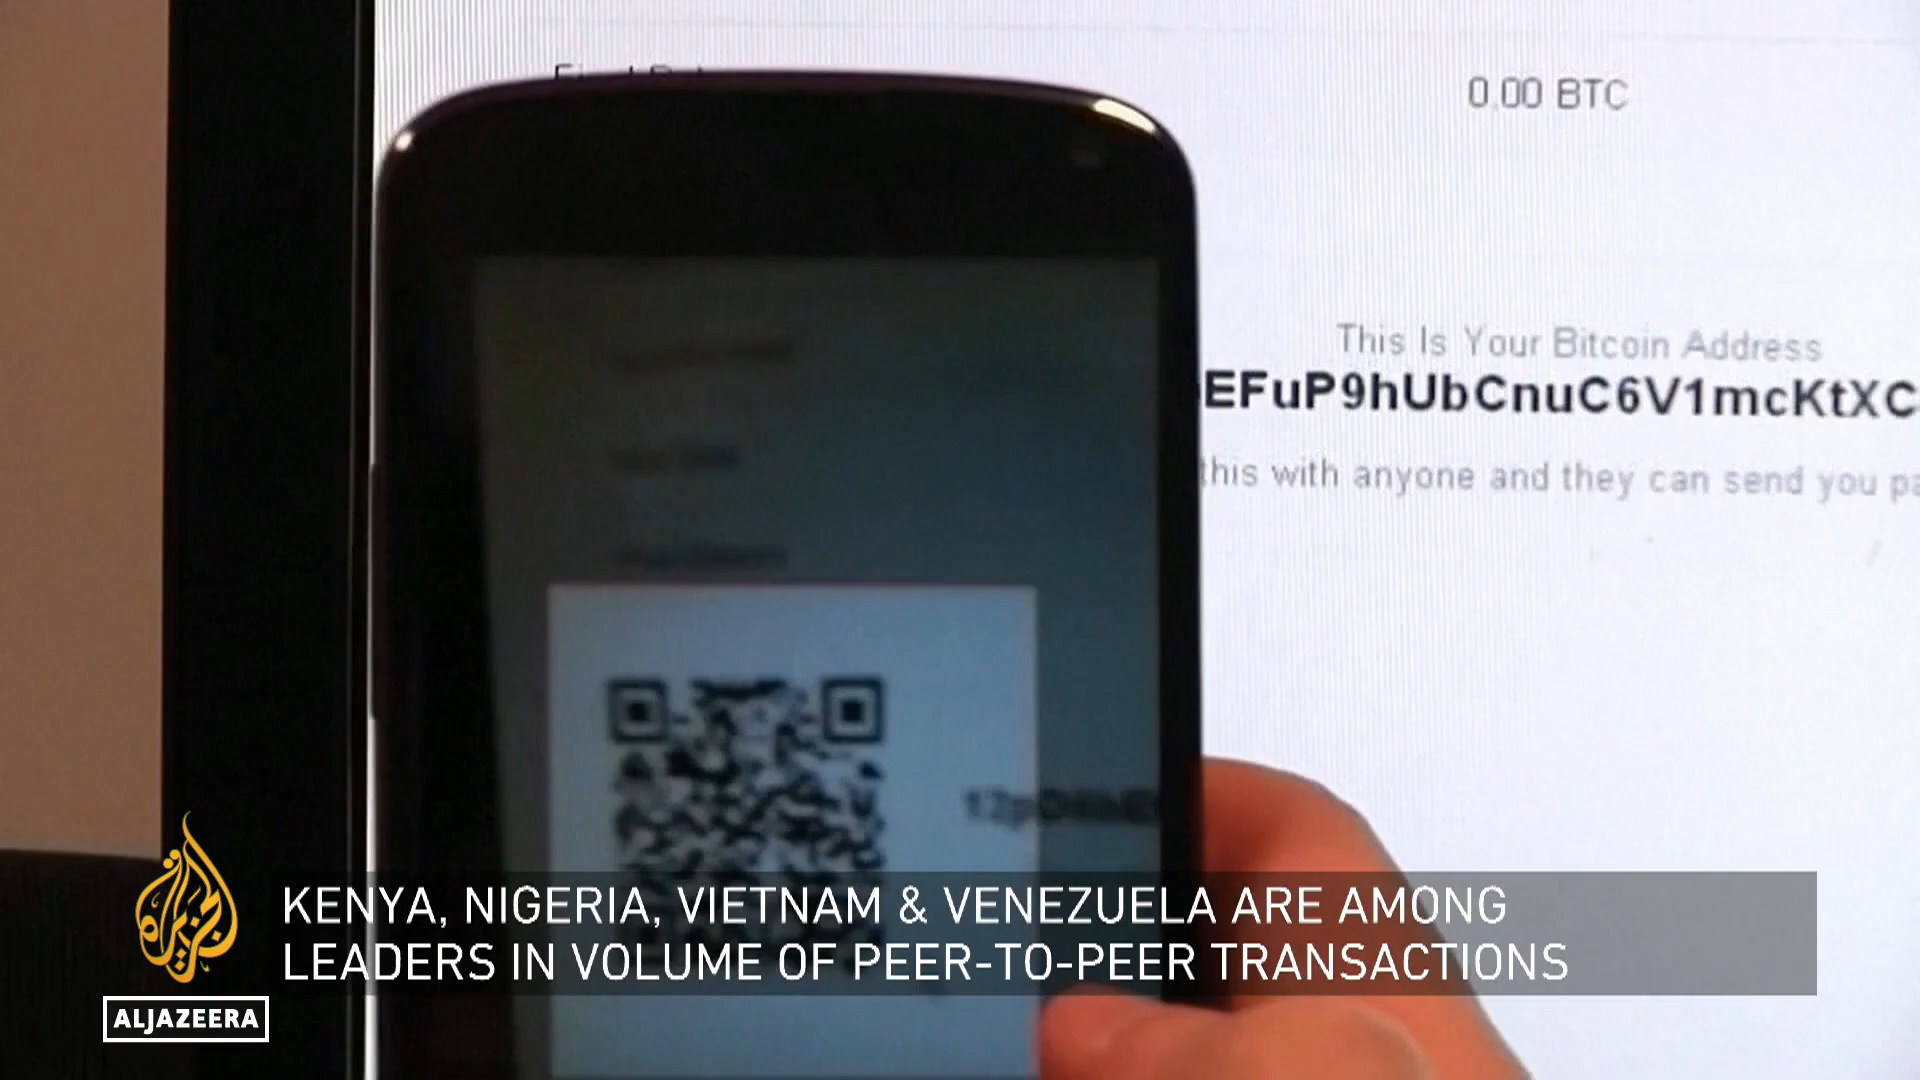 0.00 BTC
This Is Your Bitcoin Address
EFuP9hUbCnuC6V1mcKtXC
this with anyone and they can send you
KENYA, NIGERIA, VIETNAM & VENEZUELA ARE AMONG
LEADERS IN VOLUME OF PEER-TO-PEER TRANSACTIONS
الجزيرة
ALJAZEERA